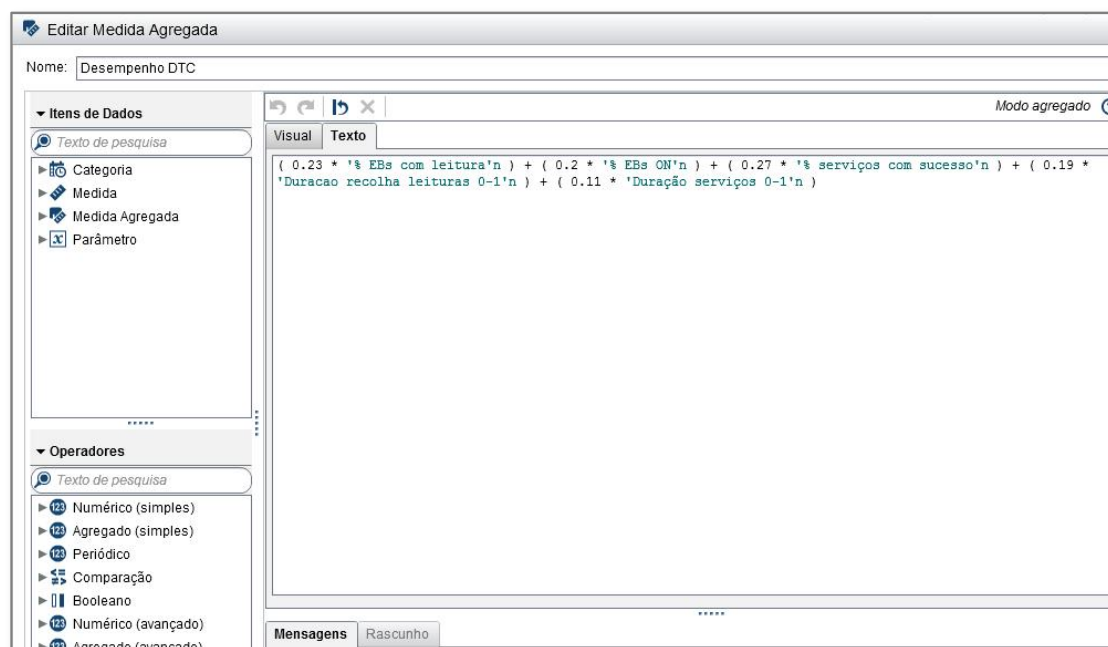 Editar Medida Agregada
Nome: Desempenho DTC
Itens de Dados
Texto de pesquisa
Categoria
Medida
Medida Agregada
Parâmetro
Operadores
Texto de pesquisa
Numérico (simples)
Agregado (simples)
Periódico
Comparação
Booleano
Numérico (avançado)
Agregado (avançado)
Modo agregado
Visual Texto
( 0.23 * '% EBs com leitura'n ) + ( 0.2 * '% EBs ON'n ) + ( 0.27 * '% serviços com sucesso'n ) + ( 0.19 *
'Duracao recolha leituras 0-1'n ) + ( 0.11 * 'Duração serviços 0-1'n )
Mensagens Rascunho